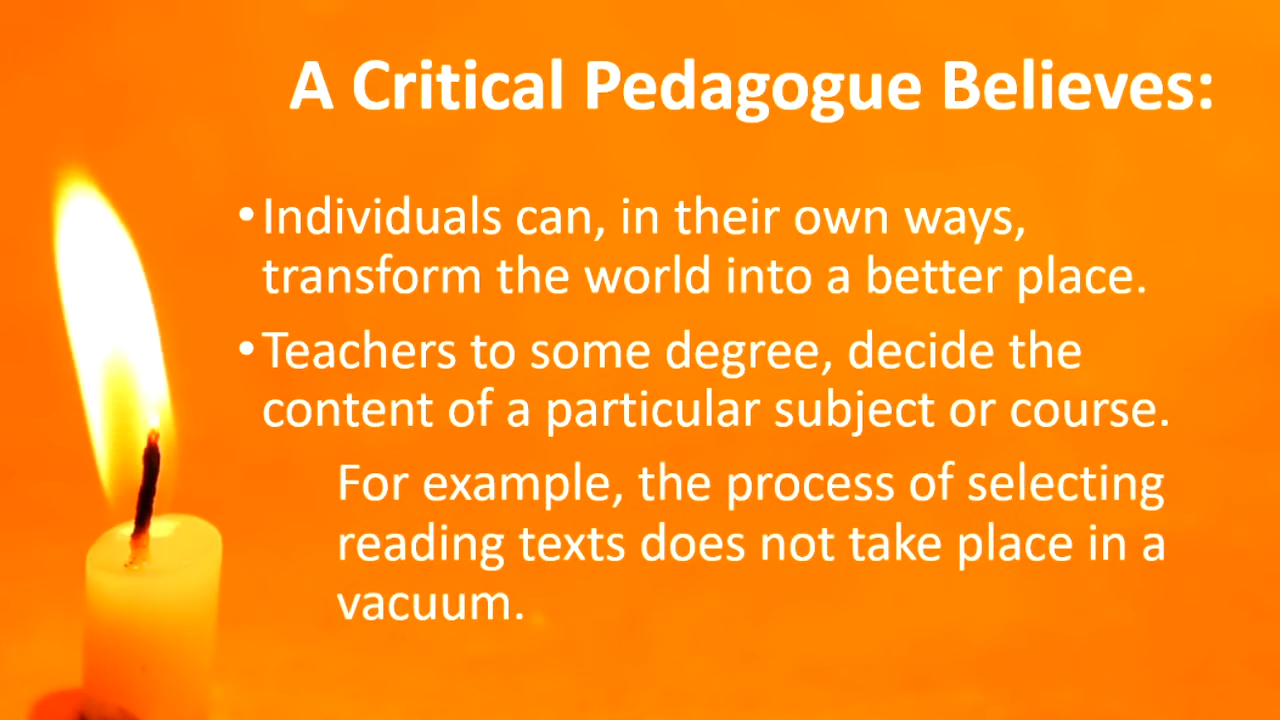 A Critical Pedagogue Believes:
•Individuals can, in their own ways,
transform the world into a better place.
•Teachers to some degree, decide the
content of a particular subject or course.
For example, the process of selecting
reading texts does not take place in a
vacuum.